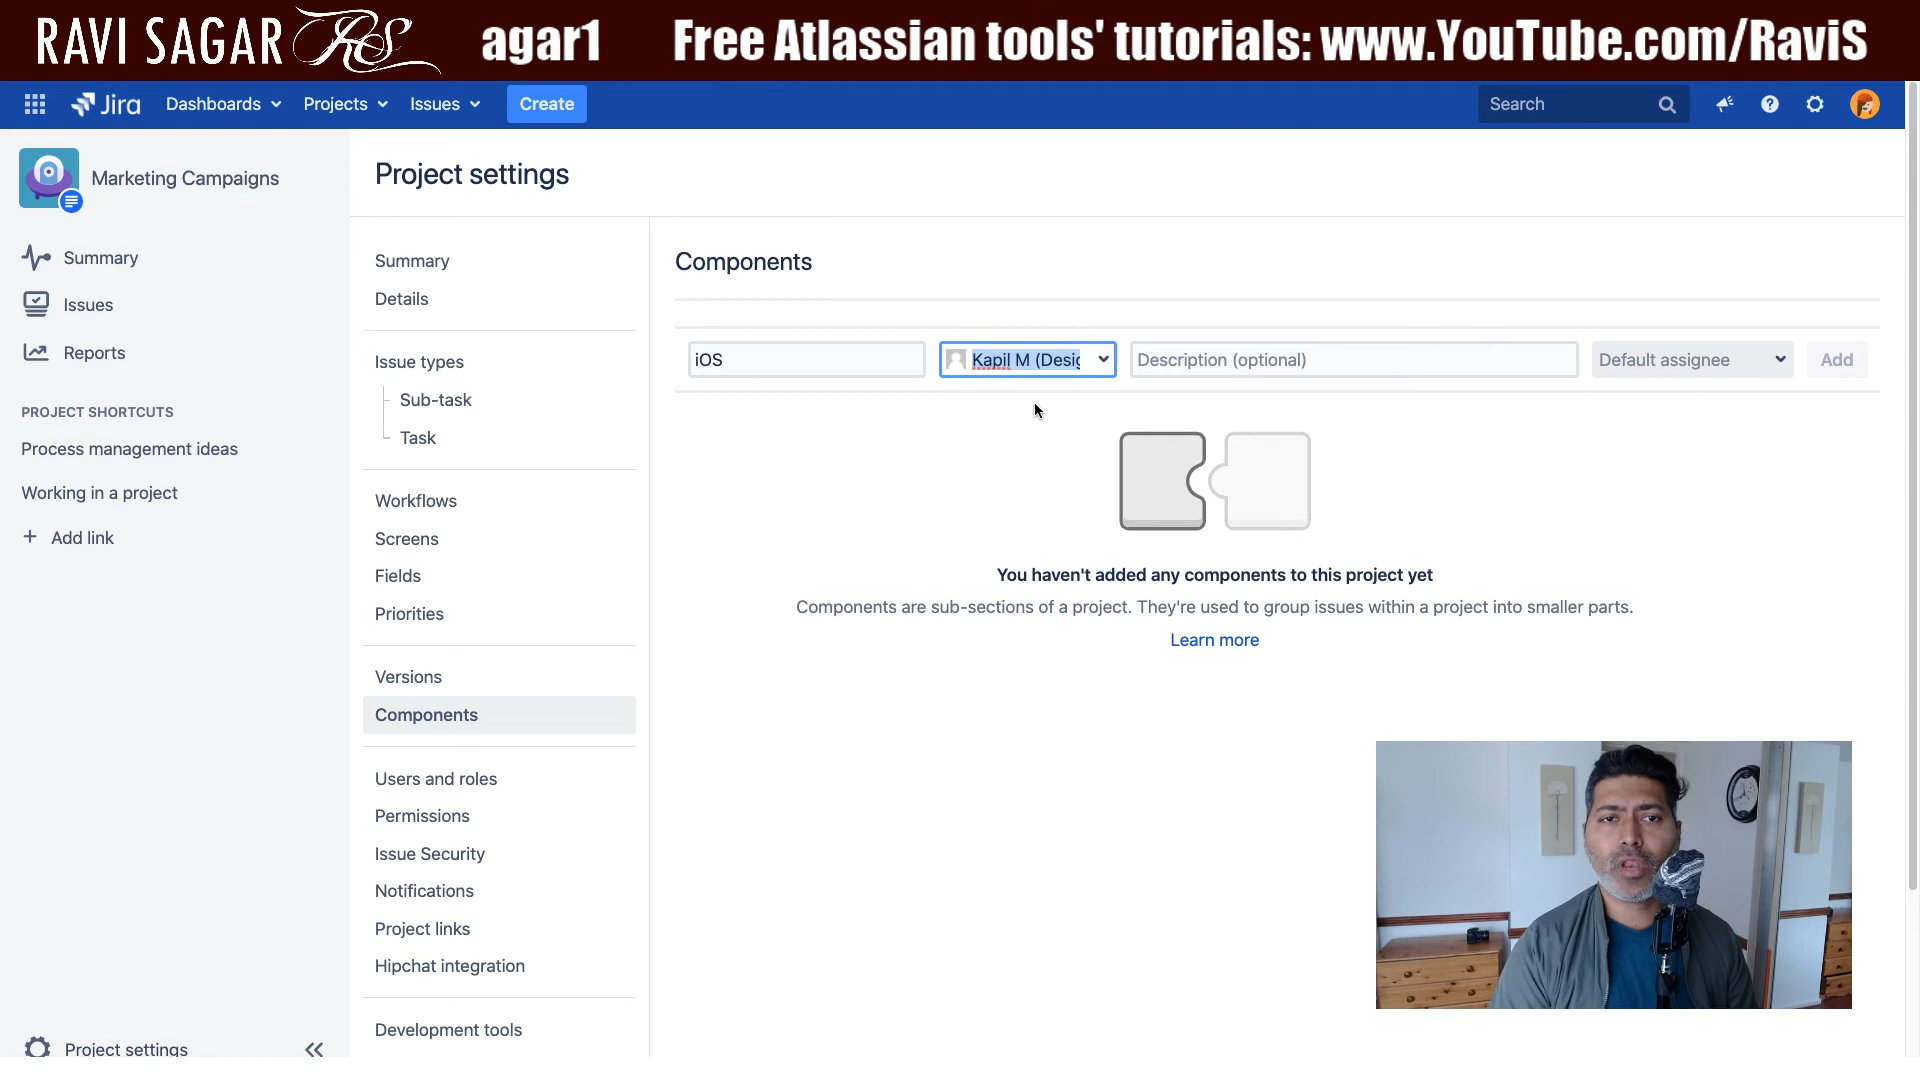 RAVI SAGAR RS agar1 Free Atlassian tools' tutorials: www.YouTube.com/RaviS
Jira Dashboards Projects Issues Create Search
Marketing Campaigns
Summary
Issues
Reports
PROJECT SHORTCUTS
Process management ideas
Working in a project
+ Add link
Project settings
Project settings
Summary
Details
Issue types
Sub-task
Task
Workflows
Screens
Fields
Priorities
Versions
Components
Users and roles
Permissions
Issue Security
Notifications
Project links
Hipchat integration
Development tools
Components
iOS Kapil M (Desig Description (optional) Default assignee Add
You haven't added any components to this project yet
Components are sub-sections of a project. They're used to group issues within a project into smaller parts.
Learn more